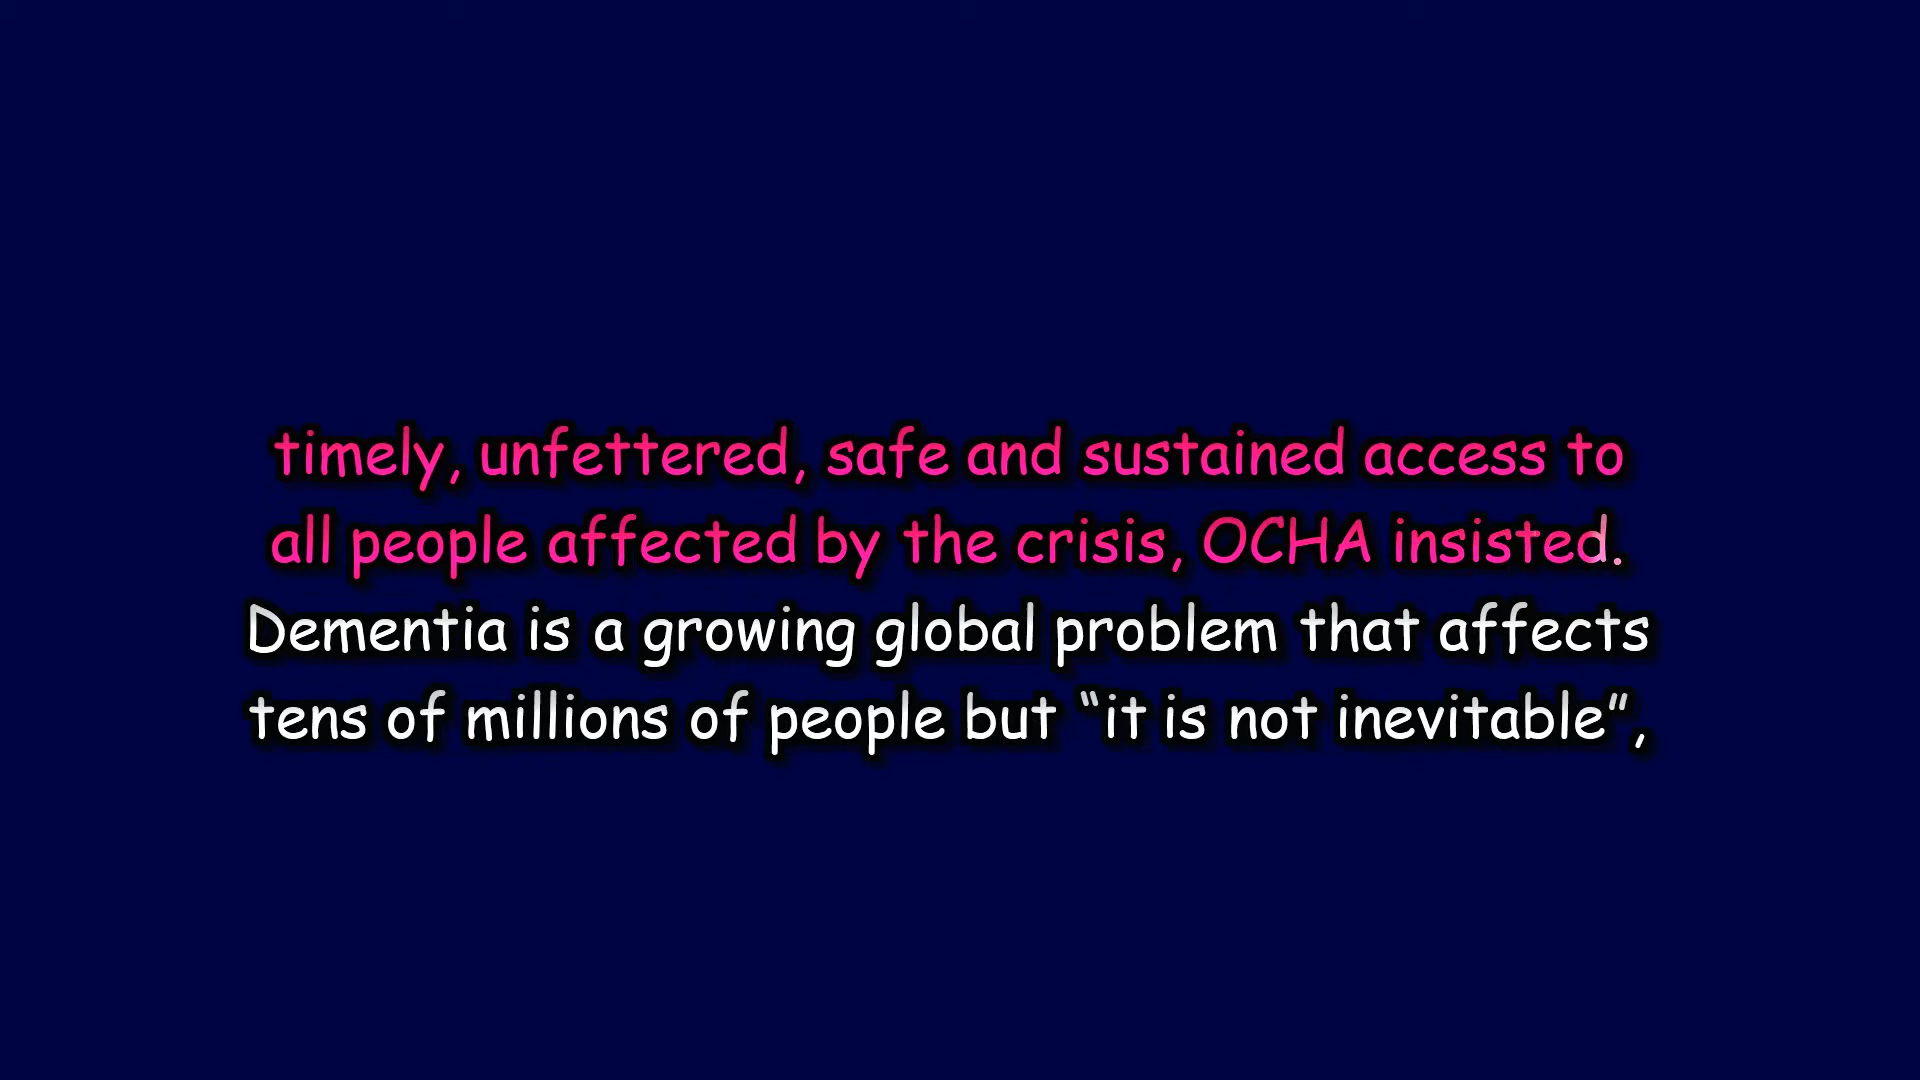 timely, unfettered, safe and sustained access to
all people affected by the crisis, OCHA insisted.
Dementia is a growing global problem that affects
tens of millions of people but “it is not inevitable”,